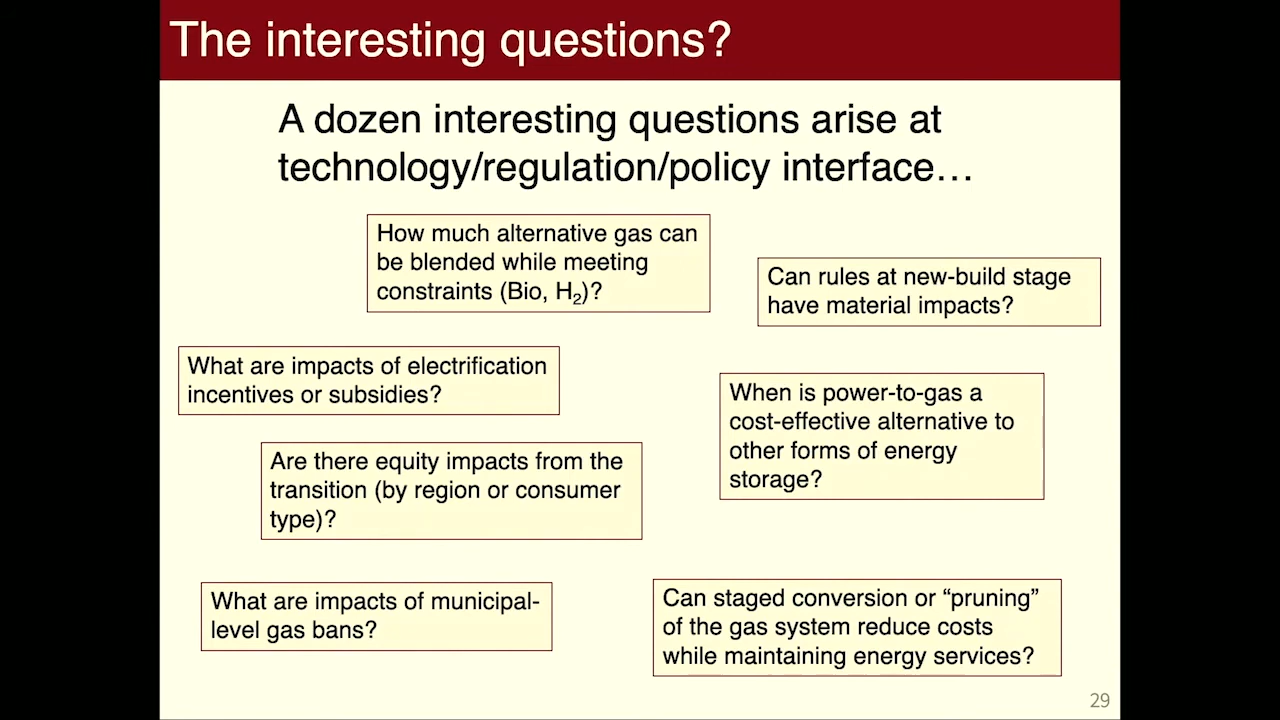 The interesting questions?
A dozen interesting questions arise at
technology/regulation/policy interface…
How much alternative gas can
be blended while meeting
constraints (Bio, H₂)?
Can rules at new-build stage
have material impacts?
What are impacts of electrification
incentives or subsidies?
When is power-to-gas a
cost-effective alternative to
other forms of energy
storage?
Are there equity impacts from the
transition (by region or consumer
type)?
What are impacts of municipal-
level gas bans?
Can staged conversion or “pruning”
of the gas system reduce costs
while maintaining energy services?
29